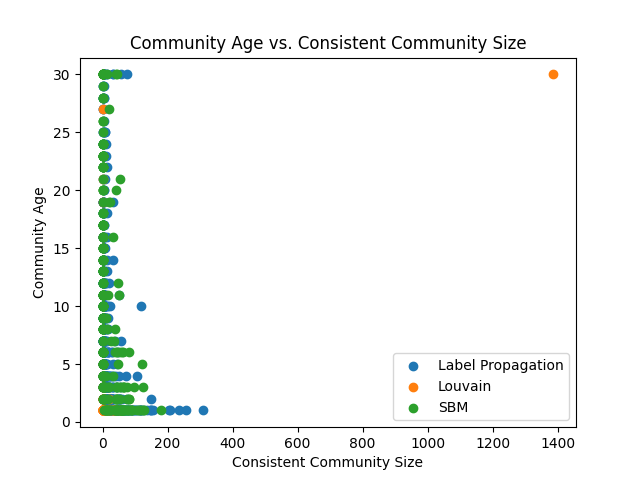 Community Age vs. Consistent Community Size
30
25
20
15
10
5
0
Community Age
0 200 400 600 800 1000 1200 1400
Consistent Community Size
Label Propagation
Louvain
SBM